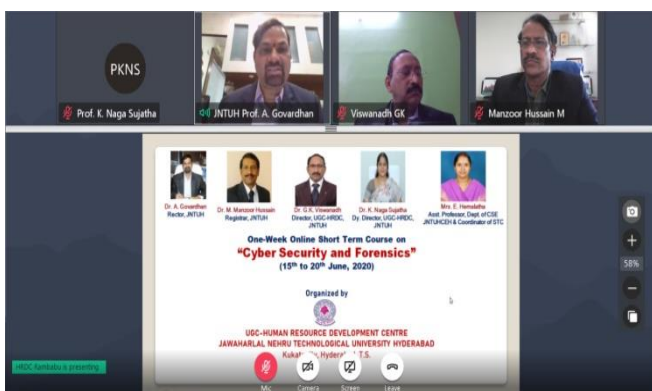 PKNS
Prof. K. Naga Sujatha
JNTUH Prof. A. Govardhan
Viswanadh GK
Manzoor Hussain M
Dr. A. Govardhan
Rector, JNTUH
Dr. M. Manzoor Hussain
Registrar, JNTUH
Dr. G.K. Viswanadh
Director, UGC-HRDC,
JNTUH
Dr. K. Naga Sujatha
Dy. Director, UGC-HRDC,
JNTUH
Mrs. E. Hemalatha
Asst. Professor, Dept. of CSE
JNTUHCEH & Coordinator of STC
One-Week Online Short Term Course on
"Cyber Security and Forensics"
(15th to 20th June, 2020)
Organized by
UGC-HUMAN RESOURCE DEVELOPMENT CENTRE
JAWAHARLAL NEHRU TECHNOLOGICAL UNIVERSITY HYDERABAD
T.S.
58%
HRDC Rambabu is presenting
Mic
Camera
Screen
Leave